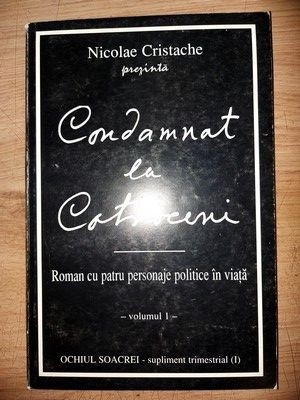 Nicolae Cristache
prezintă
Condamnat
la
Cotroceni
Roman cu patru personaje politice în viață
– volumul 1 –
OCHIUL SOACREI - supliment trimestrial (I)